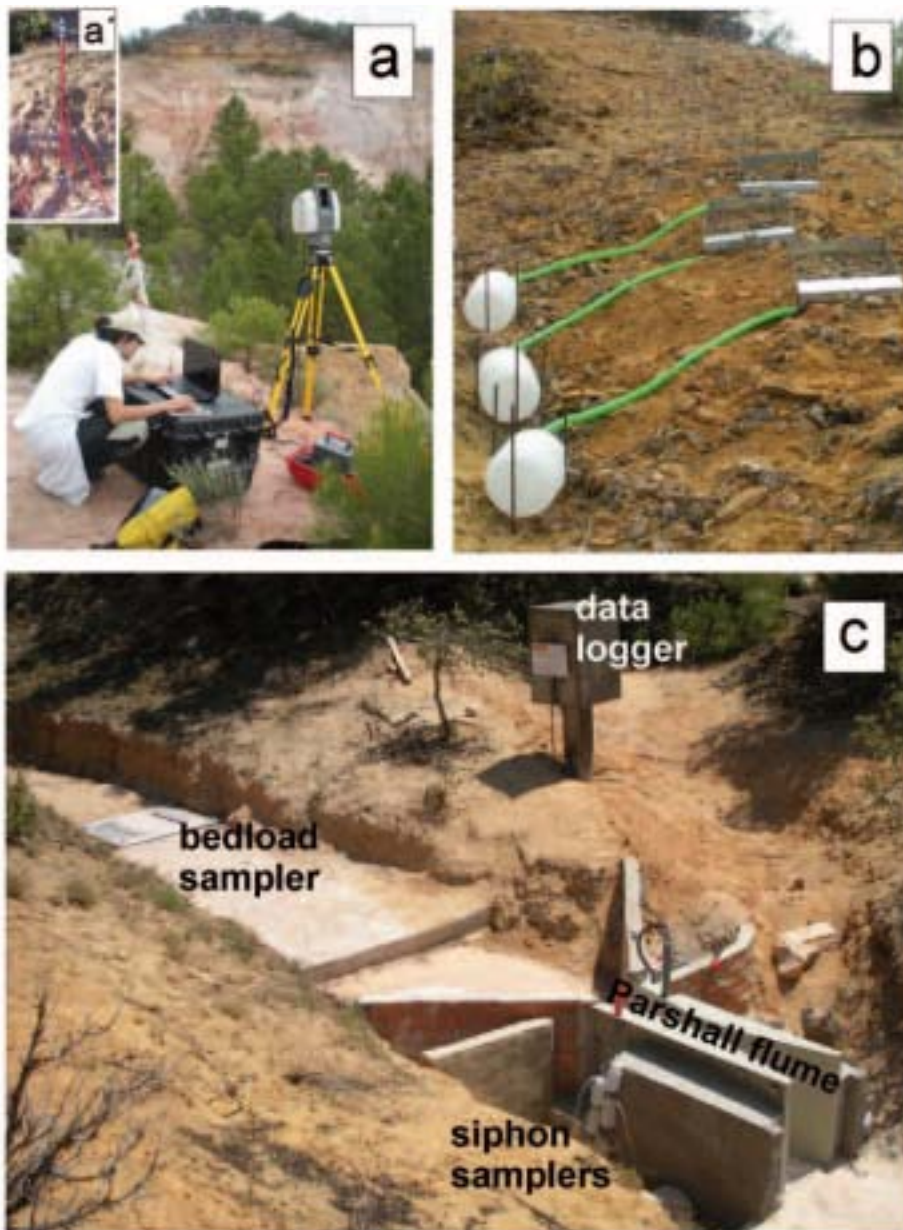 a'
a
b
data
logger
c
bedload
sampler
Parshall flume
siphon
samplers